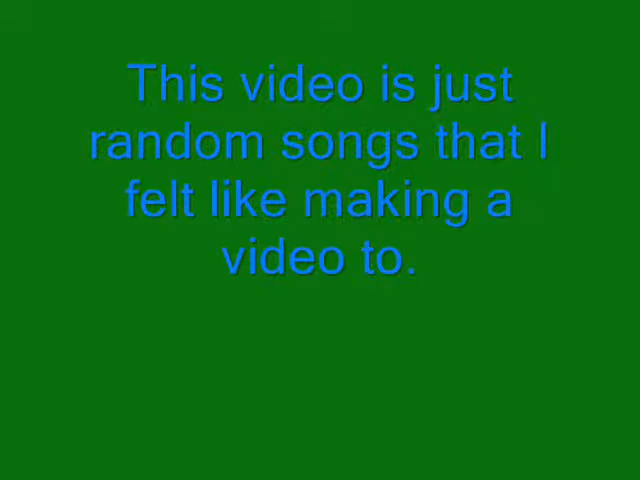 This video is just
random songs that I
felt like making a
video to.